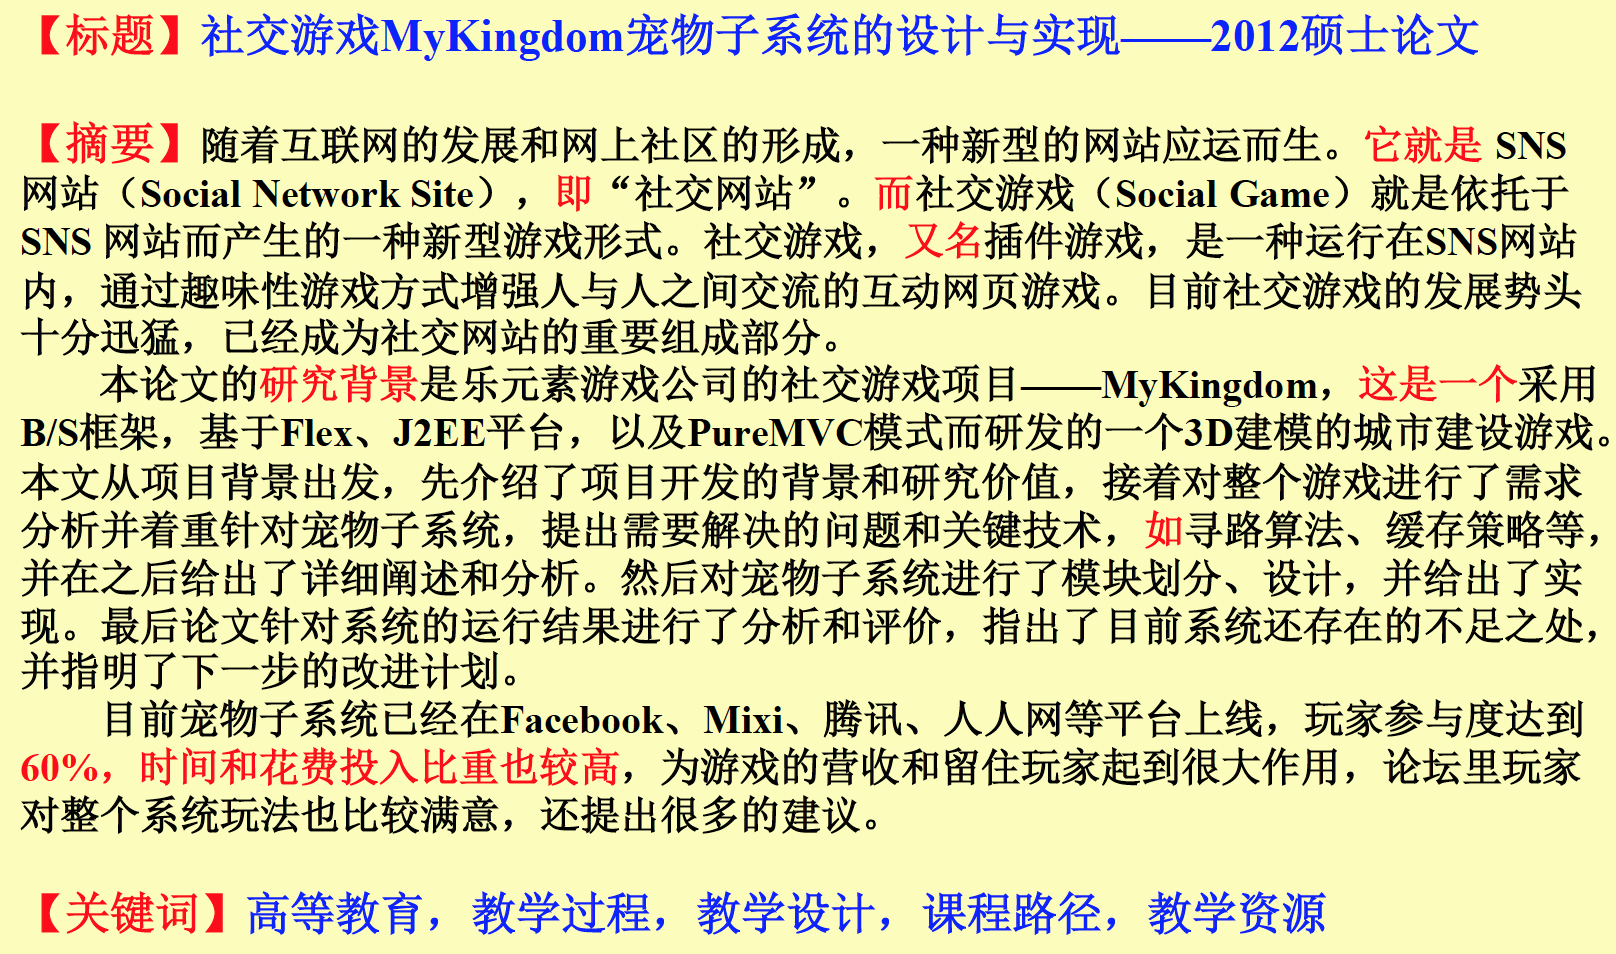 【标题】社交游戏MyKingdom宠物子系统的设计与实现——2012硕士论文
【摘要】随着互联网的发展和网上社区的形成，一种新型的网站应运而生。它就是 SNS
网站（Social Network Site），即“社交网站”。而社交游戏（Social Game）就是依托于
SNS 网站而产生的一种新型游戏形式。社交游戏，又名插件游戏，是一种运行在SNS网站
内，通过趣味性游戏方式增强人与人之间交流的互动网页游戏。目前社交游戏的发展势头
十分迅猛，已经成为社交网站的重要组成部分。
本论文的研究背景是乐元素游戏公司的社交游戏项目——MyKingdom，这是一个采用
B/S框架，基于Flex、J2EE平台，以及PureMVC模式而研发的一个3D建模的城市建设游戏。
本文从项目背景出发，先介绍了项目开发的背景和研究价值，接着对整个游戏进行了需求
分析并着重针对宠物子系统，提出需要解决的问题和关键技术，如寻路算法、缓存策略等，
并在之后给出了详细阐述和分析。然后对宠物子系统进行了模块划分、设计，并给出了实
现。最后论文针对系统的运行结果进行了分析和评价，指出了目前系统还存在的不足之处，
并指明了下一步的改进计划。
目前宠物子系统已经在Facebook、Mixi、腾讯、人人网等平台上线，玩家参与度达到
60%，时间和花费投入比重也较高，为游戏的营收和留住玩家起到很大作用，论坛里玩家
对整个系统玩法也比较满意，还提出很多的建议。
【关键词】高等教育，教学过程，教学设计，课程路径，教学资源